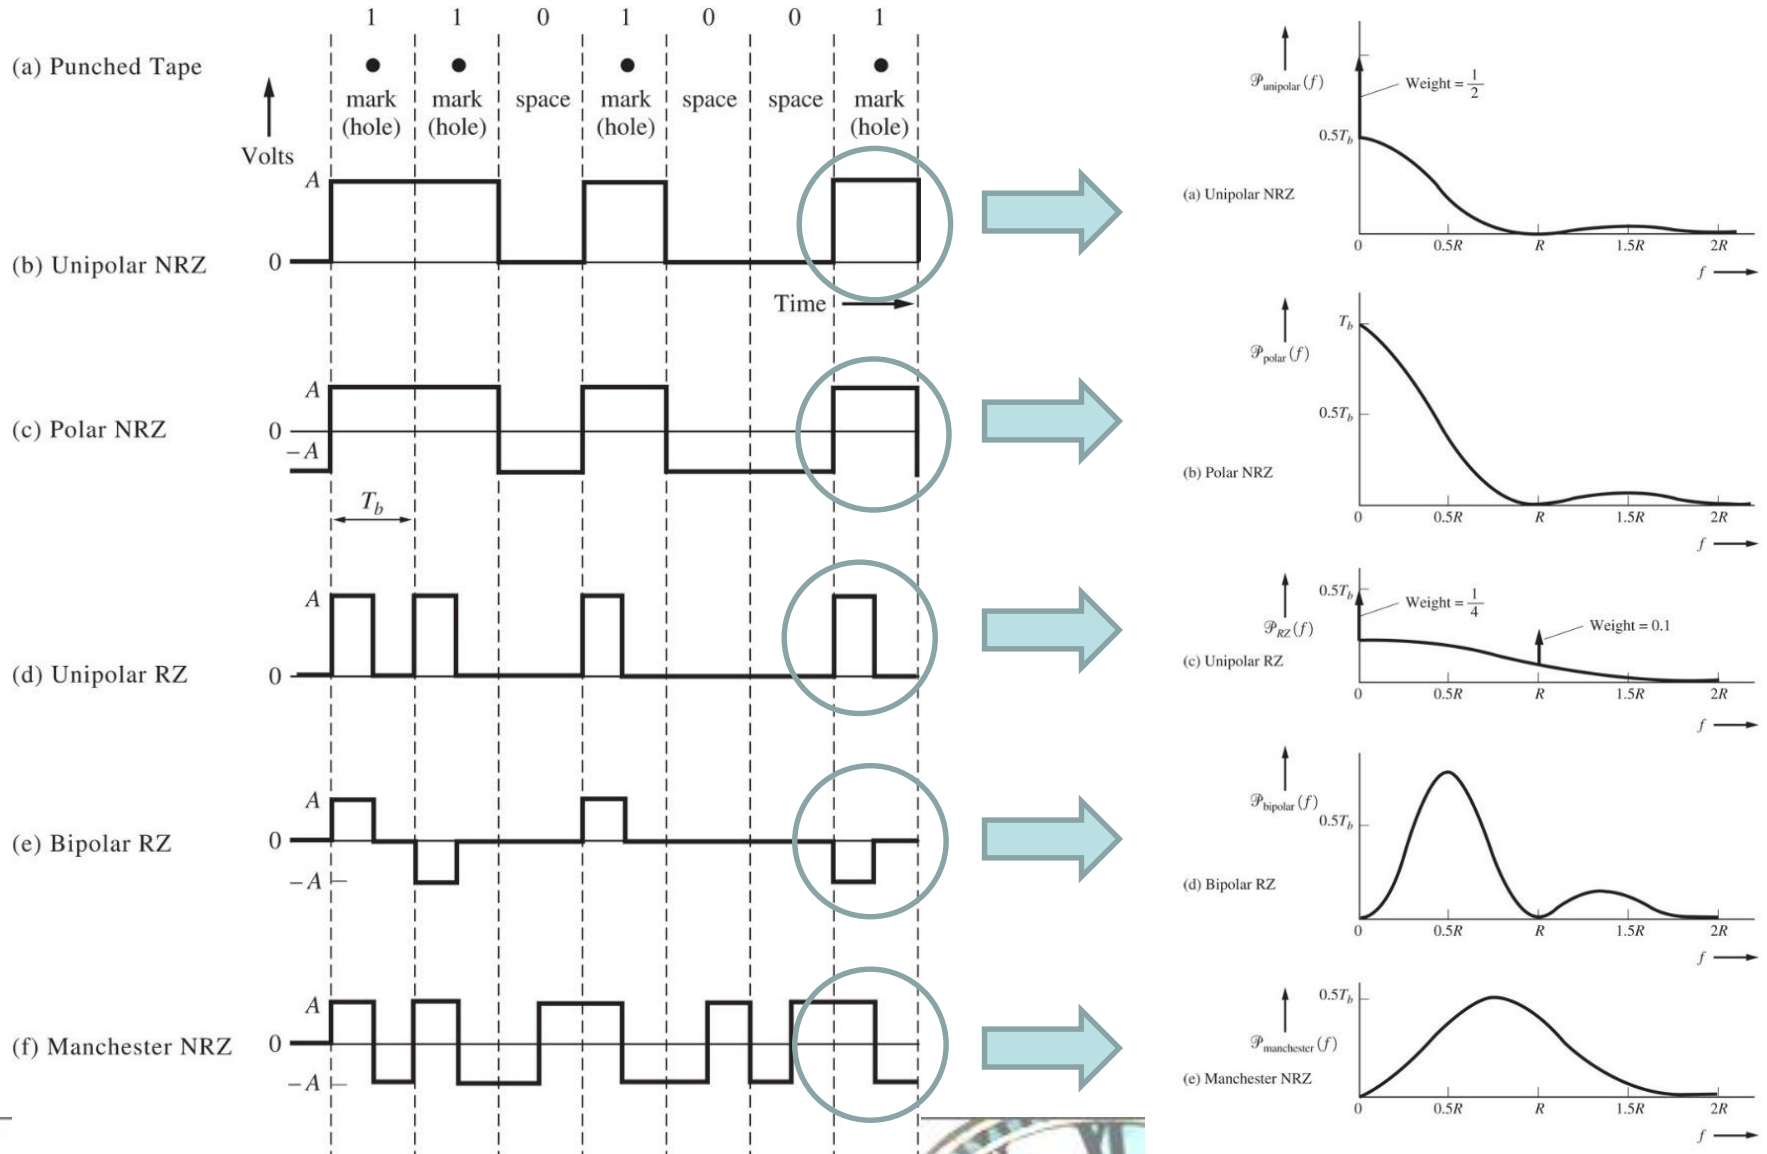 1 1 0 1 0 0 1
(a) Punched Tape
mark mark space mark space space mark
(hole) (hole) (hole) (hole)
Volts
A
0
(b) Unipolar NRZ
Time
A
0
(c) Polar NRZ
−A
T_b
A
0
(d) Unipolar RZ
A
0
(e) Bipolar RZ
−A
A
0
(f) Manchester NRZ
−A
𝒫unipolar(f)
Weight = 1/2
0.5T_b
(a) Unipolar NRZ
0 0.5R R 1.5R 2R
f
T_b
𝒫polar(f)
0.5T_b
(b) Polar NRZ
0 0.5R R 1.5R 2R
f
0.5T_b
Weight = 1/4
𝒫RZ(f)
Weight = 0.1
(c) Unipolar RZ
0 0.5R R 1.5R 2R
f
𝒫bipolar(f)
0.5T_b
(d) Bipolar RZ
0 0.5R R 1.5R 2R
f
0.5T_b
𝒫manchester(f)
(e) Manchester NRZ
0 0.5R R 1.5R 2R
f